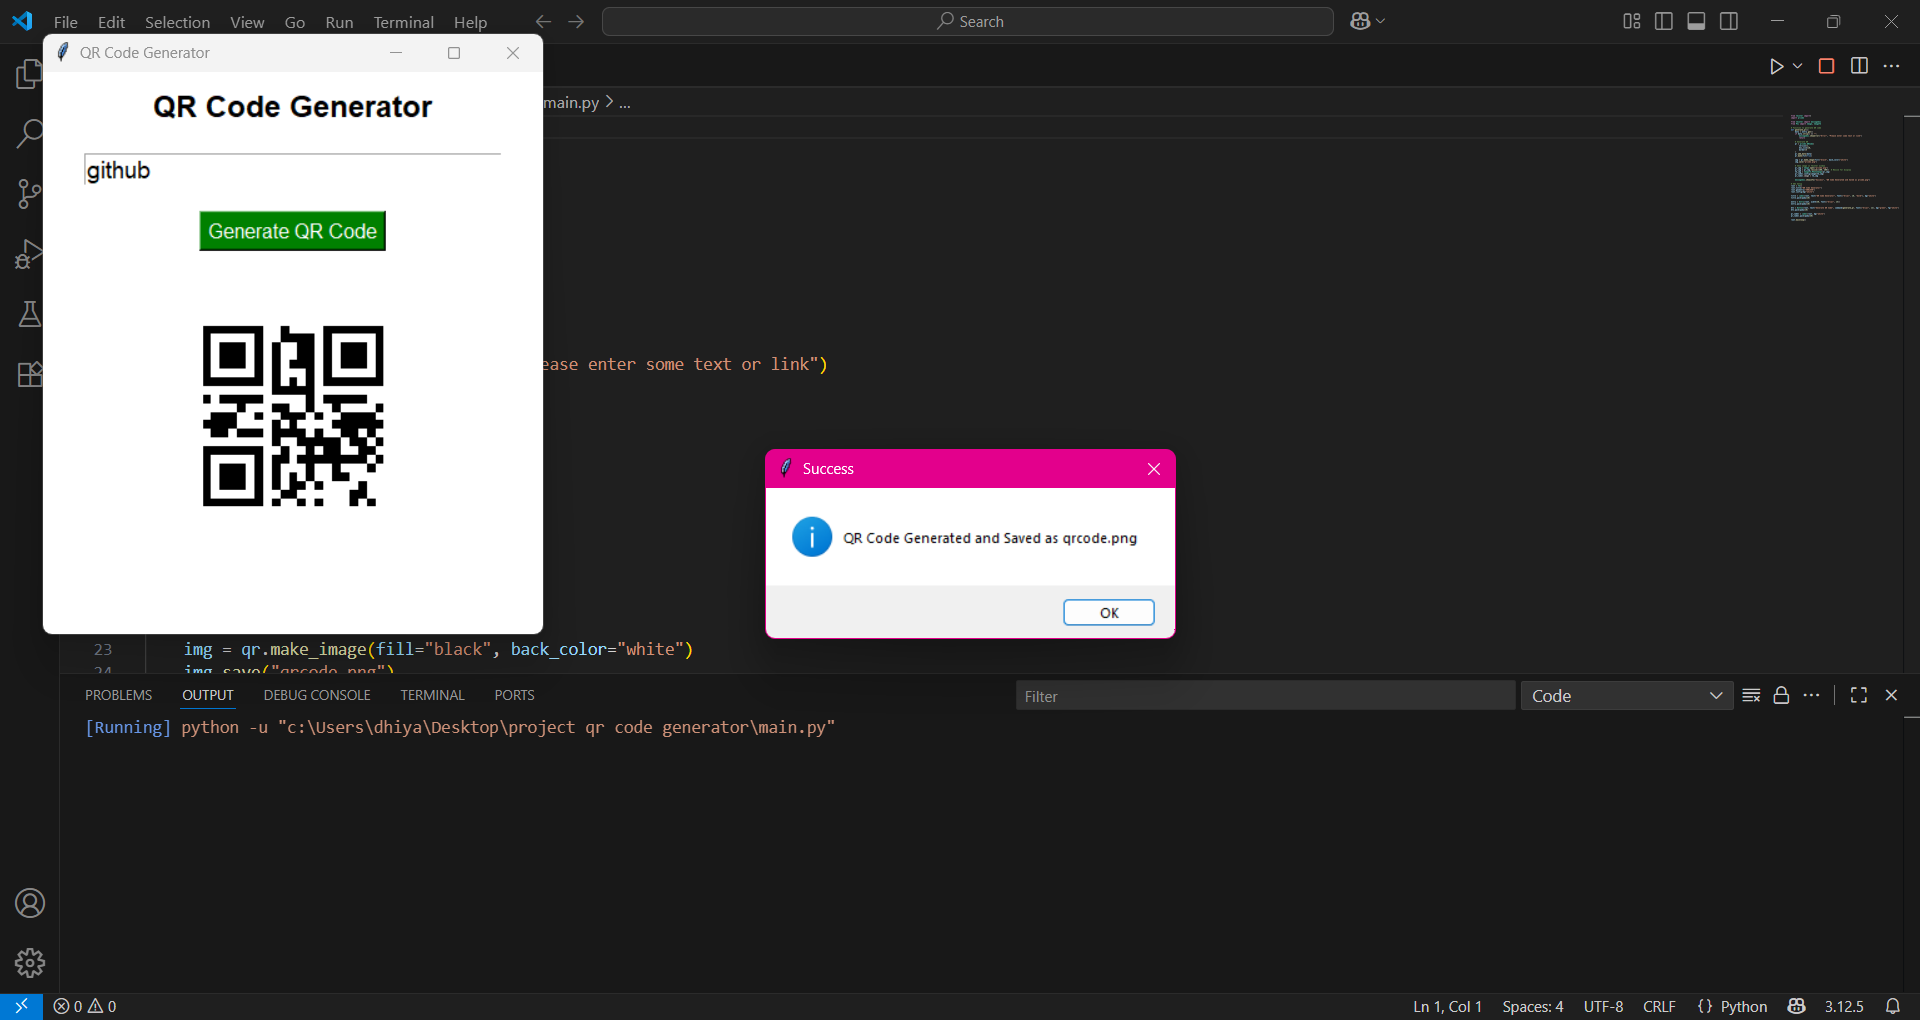 File Edit Selection View Go Run Terminal Help
Search
QR Code Generator
QR Code Generator
github
Generate QR Code
main.py > ...
ease enter some text or link")
Success
QR Code Generated and Saved as qrcode.png
OK
23 img = qr.make_image(fill="black", back_color="white")
24 img.save("qrcode.png")
PROBLEMS OUTPUT DEBUG CONSOLE TERMINAL PORTS
Filter
Code
[Running] python -u "c:\Users\dhiya\Desktop\project qr code generator\main.py"
0 0
Ln 1, Col 1 Spaces: 4 UTF-8 CRLF {} Python 3.12.5